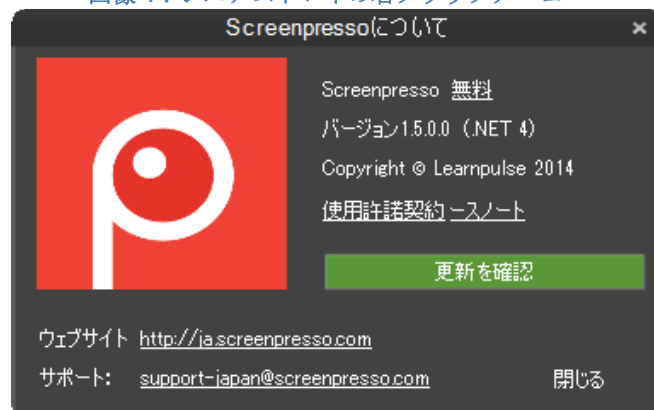 Screenpressoについて ×
Screenpresso 無料
バージョン1.5.0.0 (.NET 4)
Copyright © Learnpulse 2014
使用許諾契約 ースノート
更新を確認
ウェブサイト http://ja.screenpresso.com
サポート: support-japan@screenpresso.com 閉じる